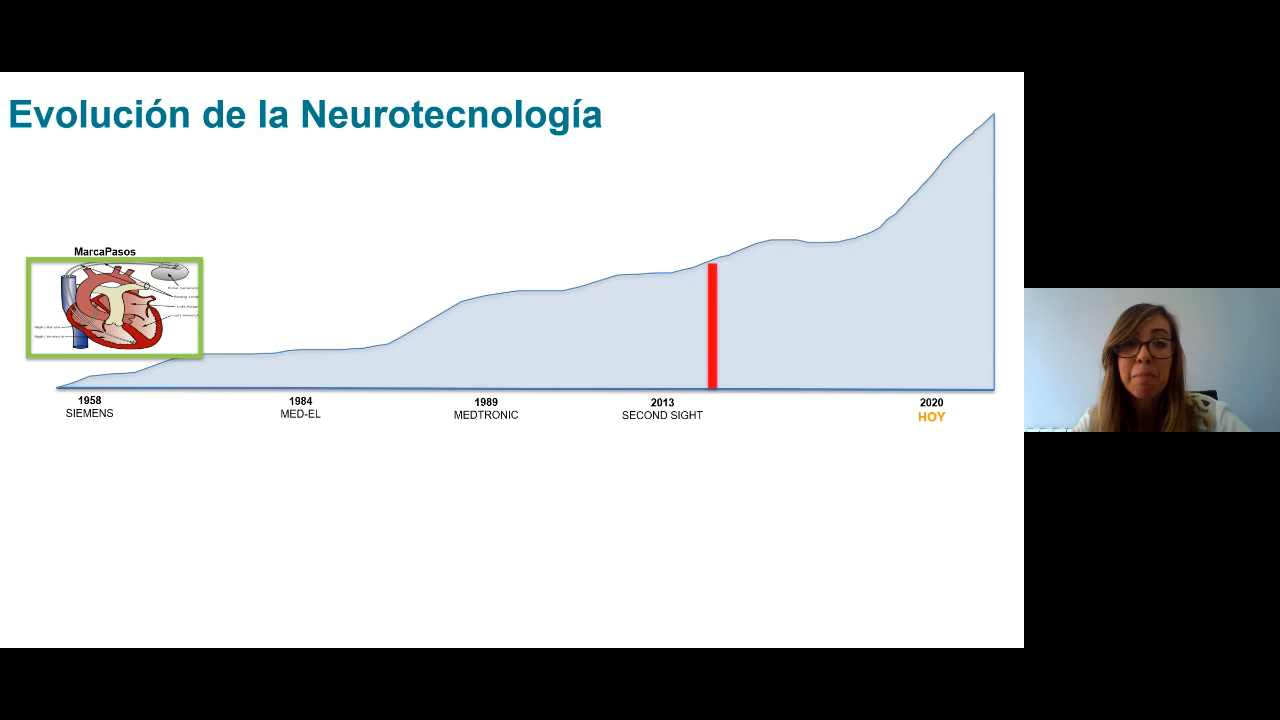 Evolución de la Neurotecnología
MarcaPasos
1958
SIEMENS
1984
MED-EL
1989
MEDTRONIC
2013
SECOND SIGHT
2020
HOY